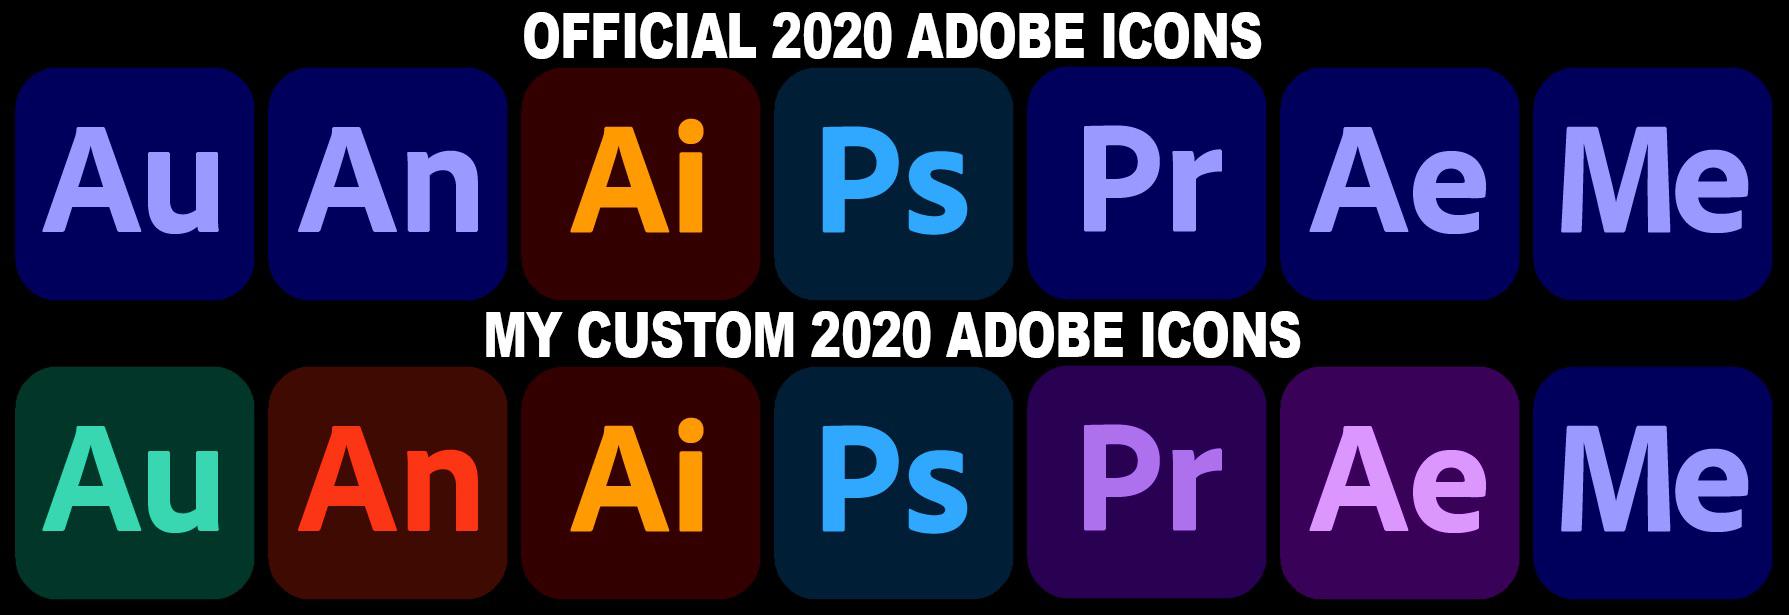 OFFICIAL 2020 ADOBE ICONS
Au An Ai Ps Pr Ae Me
MY CUSTOM 2020 ADOBE ICONS
Au An Ai Ps Pr Ae Me